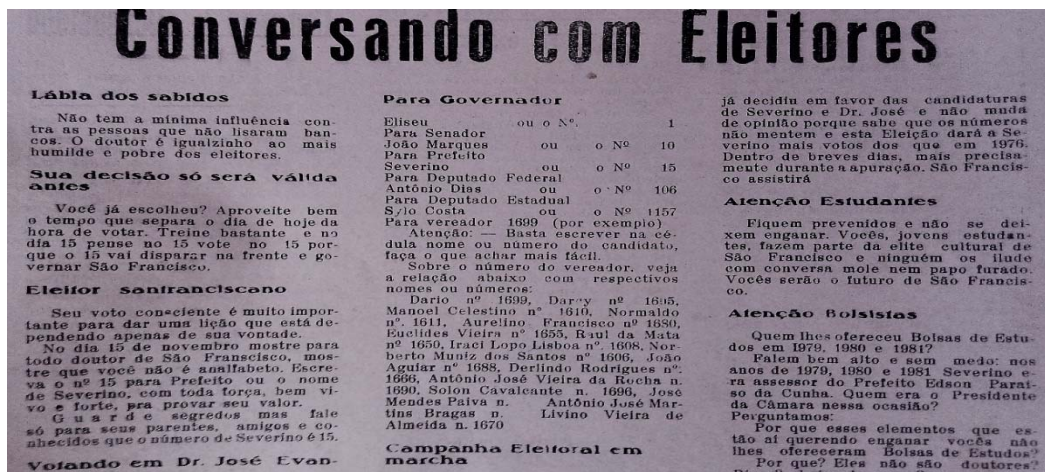 Conversando com Eleitores
Lábia dos sabidos
Não tem a mínima influência con-
tra as pessoas que não lisaram ban-
cos. O doutor é igualzinho ao mais
humilde e pobre dos eleitores.
Sua decisão só será válida
antes
Você já escolheu? Aproveite bem
o tempo que separa o dia de hoje da
hora de votar. Treine bastante e no
dia 15 pense no 15 vote no 15 por-
que o 15 vai disparar na frente e go-
vernar São Francisco.
Eleitor sanfranciscano
Seu voto consciente é muito impor-
tante para dar uma lição que está de-
pendendo apenas de sua vontade.
No dia 15 de novembro mostre para
todo doutor de São Franscisco, mos-
tre que você não é analfabeto. Escre-
va o nº 15 para Prefeito ou o nome
de Severino, com toda força, bem vi-
vo e forte, pra provar seu valor.
Guarde segredos mas fale
só para seus parentes, amigos e co-
nhecidos que o número de Severino é 15.
Votando em Dr. José Evan-
Para Governador
Eliseu ou o Nº. 1
Para Senador
João Marques ou o Nº 10
Para Prefeito
Severino ou o Nº 15
Para Deputado Federal
Antônio Dias ou o Nº 106
Para Deputado Estadual
Sylo Costa ou o Nº 1157
Para vereador 1699 (por exemplo)
Atenção: — Basta escrever na cé-
dula nome ou número do candidato,
faça o que achar mais fácil.
Sobre o número do vereador, veja
a relação abaixo com respectivos
nomes ou números:
Dario nº 1699, Darcy nº 1605,
Manoel Celestino nº 1610, Normaldo
nº. 1611, Aurelino Francisco nº 1680,
Euclides Vieira nº 1655, Raul da Mata
nº 1650, Iraci Lopo Lisboa nº. 1608, Nor-
berto Muniz dos Santos nº 1606, João
Aguiar nº 1688, Derlindo Rodrigues nº.
1666, Antônio José Vieira da Rocha n.
1690, Solon Cavalcante n. 1696, José
Mendes Paiva n. Antônio José Mar-
tins Bragas n. Livino Vieira de
Almeida n. 1670
Campanha Eleitoral em
marcha
já decidiu em favor das candidaturas
de Severino e Dr. José e não muda
de opinião porque sabe que os números
não mentem e esta Eleição dará a Se-
verino mais votos dos que em 1976.
Dentro de breves dias, mais precisa-
mente durante a apuração. São Francis-
co assistirá
Atenção Estudantes
Fiquem prevenidos e não se dei-
xem enganar. Vocês, jovens estudan-
tes, fazem parte da elite cultural de
São Francisco e ninguém os ilude
com conversa mole nem papo furado.
Vocês serão o futuro de São Francis-
co.
Atenção Bolsistas
Quem lhes ofereceu Bolsas de Estu-
dos em 1979, 1980 e 1981?
Falem bem alto e sem medo: nos
anos de 1979, 1980 e 1981 Severino e-
ra assessor do Prefeito Edson Paraí-
so da Cunha. Quem era o Presidente
da Câmara nessa ocasião?
Perguntamos:
Por que esses elementos que es-
tão aí querendo enganar vocês não
lhes ofereceram Bolsas de Estudos?
Por que? Eles não são doutores?